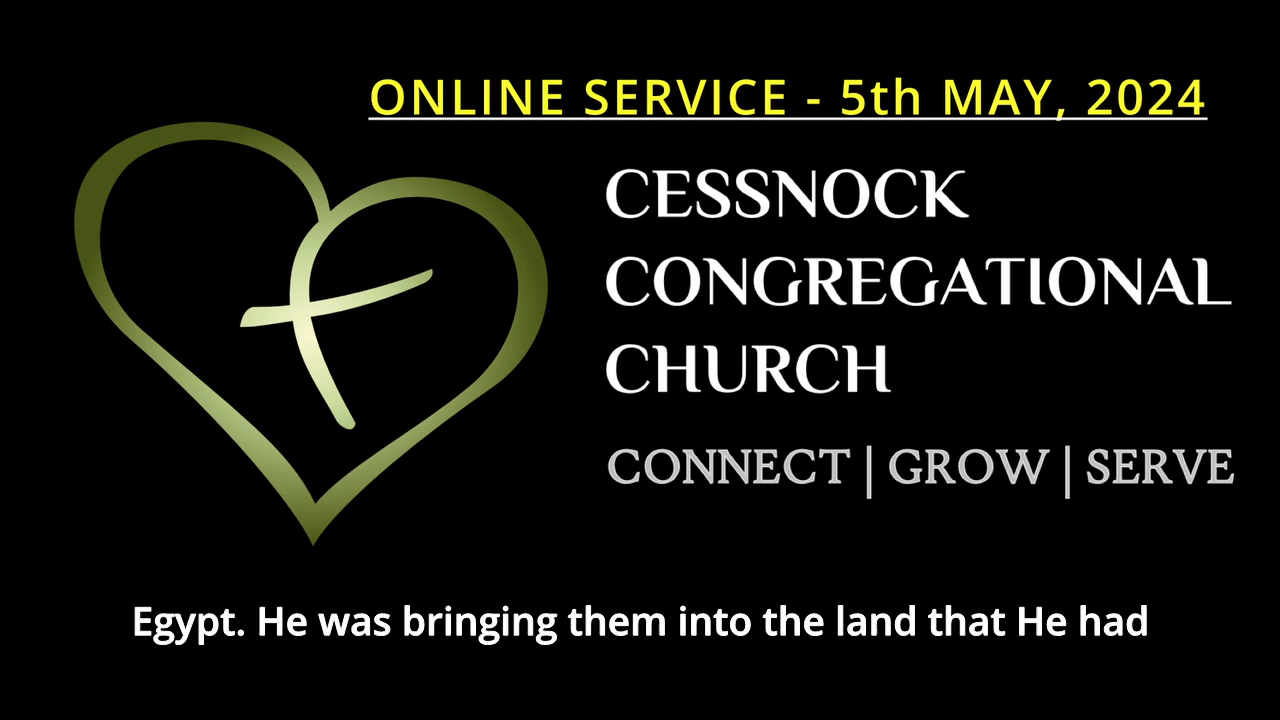 ONLINE SERVICE - 5th MAY, 2024
CESSNOCK
CONGREGATIONAL
CHURCH
CONNECT | GROW | SERVE
Egypt. He was bringing them into the land that He had